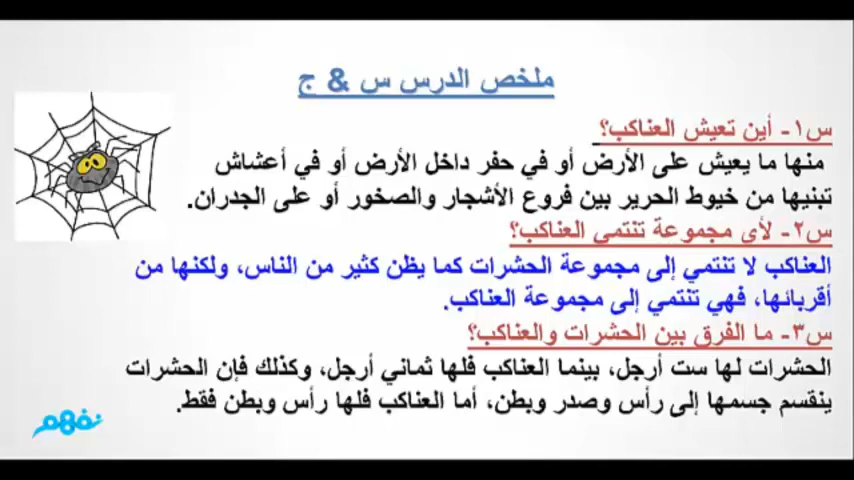 ملخص الدرس س & ج
س١- أين تعيش العناكب؟
منها ما يعيش على الأرض أو في حفر داخل الأرض أو في أعشاش
تبنيها من خيوط الحرير بين فروع الأشجار والصخور أو على الجدران.
س٢- لأى مجموعة تنتمي العناكب؟
العناكب لا تنتمي إلى مجموعة الحشرات كما يظن كثير من الناس، ولكنها من
أقربائها، فهي تنتمي إلى مجموعة العناكب.
س٣- ما الفرق بين الحشرات والعناكب؟
الحشرات لها ست أرجل، بينما العناكب فلها ثماني أرجل، وكذلك فإن الحشرات
ينقسم جسمها إلى رأس وصدر وبطن، أما العناكب فلها رأس وبطن فقط.
نفهم